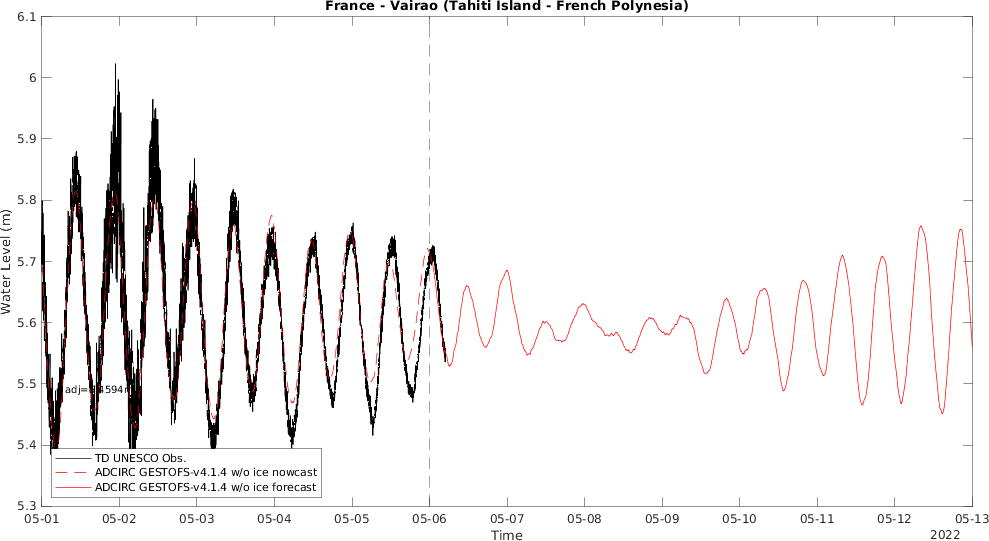 France - Vairao (Tahiti Island - French Polynesia)
6.1
6
5.9
5.8
5.7
5.6
5.5
5.4
5.3
Water Level (m)
TD UNESCO Obs.
ADCIRC GESTOFS-v4.1.4 w/o ice nowcast
ADCIRC GESTOFS-v4.1.4 w/o ice forecast
05-01 05-02 05-03 05-04 05-05 05-06 05-07 05-08 05-09 05-10 05-11 05-12 05-13
Time
2022